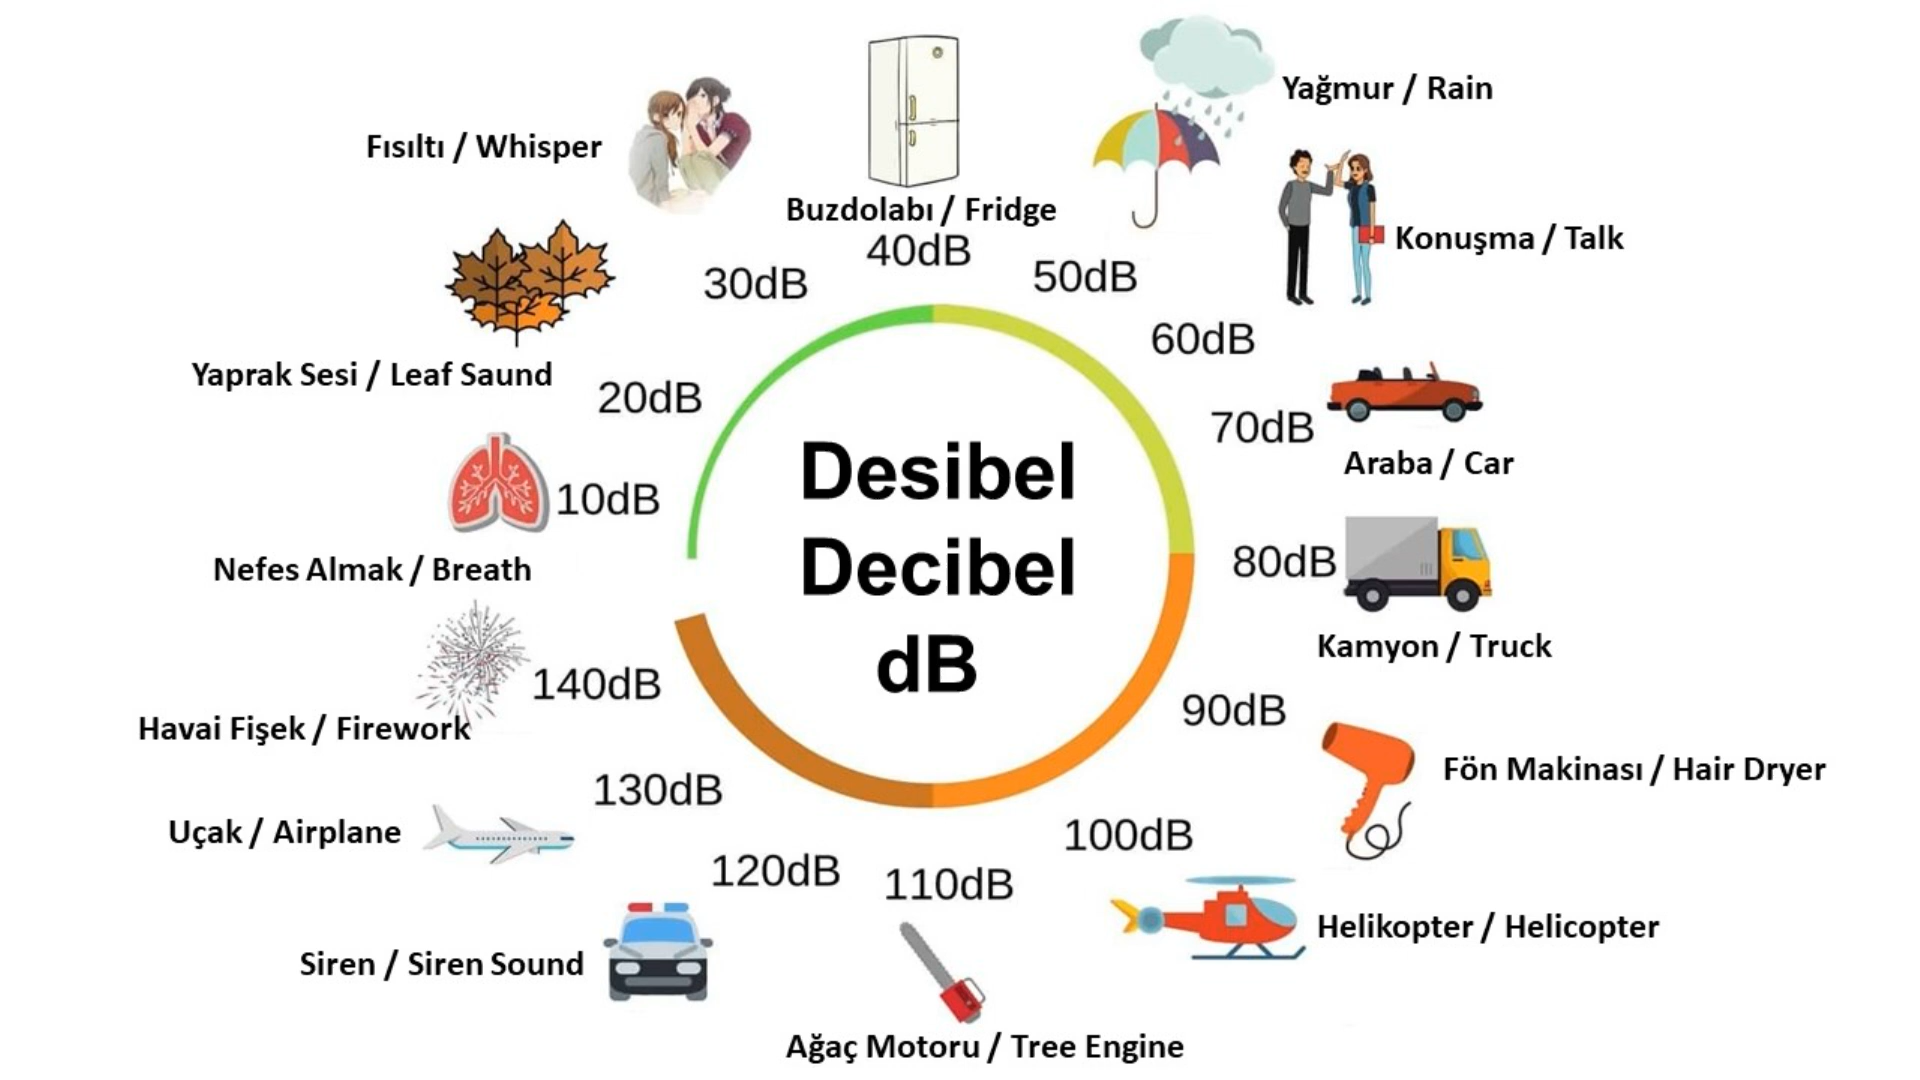 Yağmur / Rain
Fısıltı / Whisper
Buzdolabı / Fridge
Konuşma / Talk
40dB
30dB
50dB
60dB
Yaprak Sesi / Leaf Saund
20dB
70dB
Araba / Car
Desibel
Decibel
dB
10dB
80dB
Nefes Almak / Breath
Kamyon / Truck
140dB
90dB
Havai Fişek / Firework
Fön Makinası / Hair Dryer
130dB
Uçak / Airplane
100dB
120dB
110dB
Helikopter / Helicopter
Siren / Siren Sound
Ağaç Motoru / Tree Engine